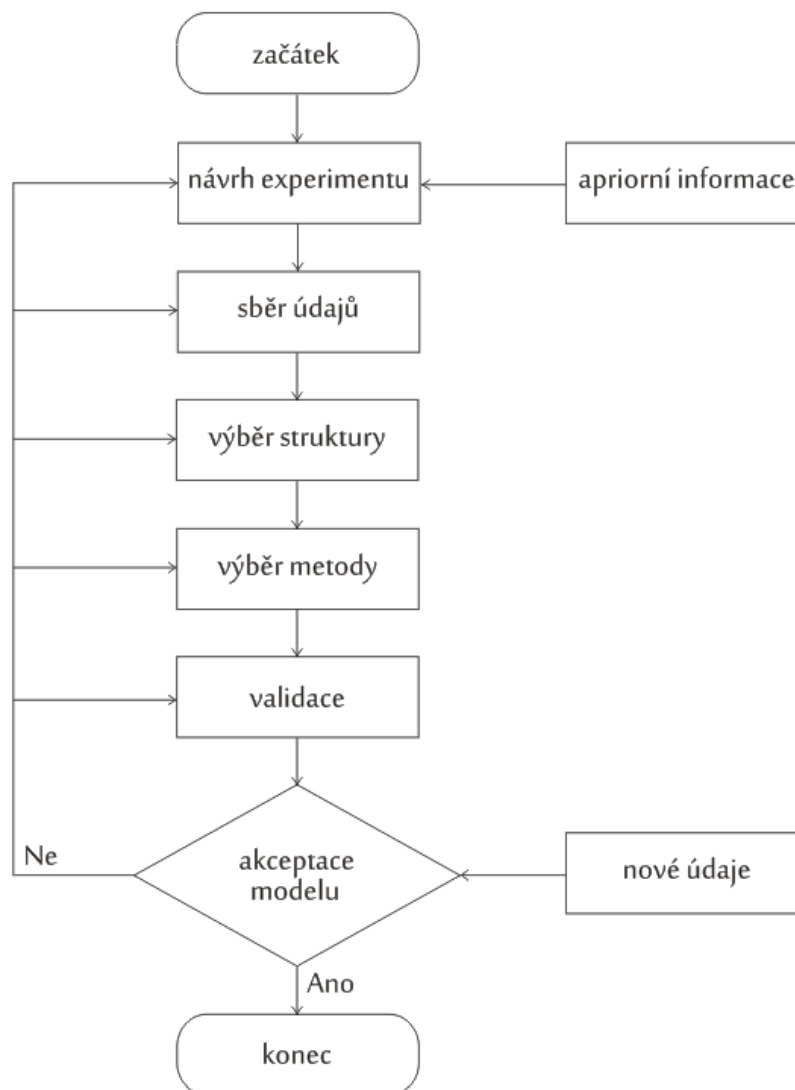 začátek
návrh experimentu
apriorní informace
sběr údajů
výběr struktury
výběr metody
validace
Ne
akceptace
modelu
nové údaje
Ano
konec